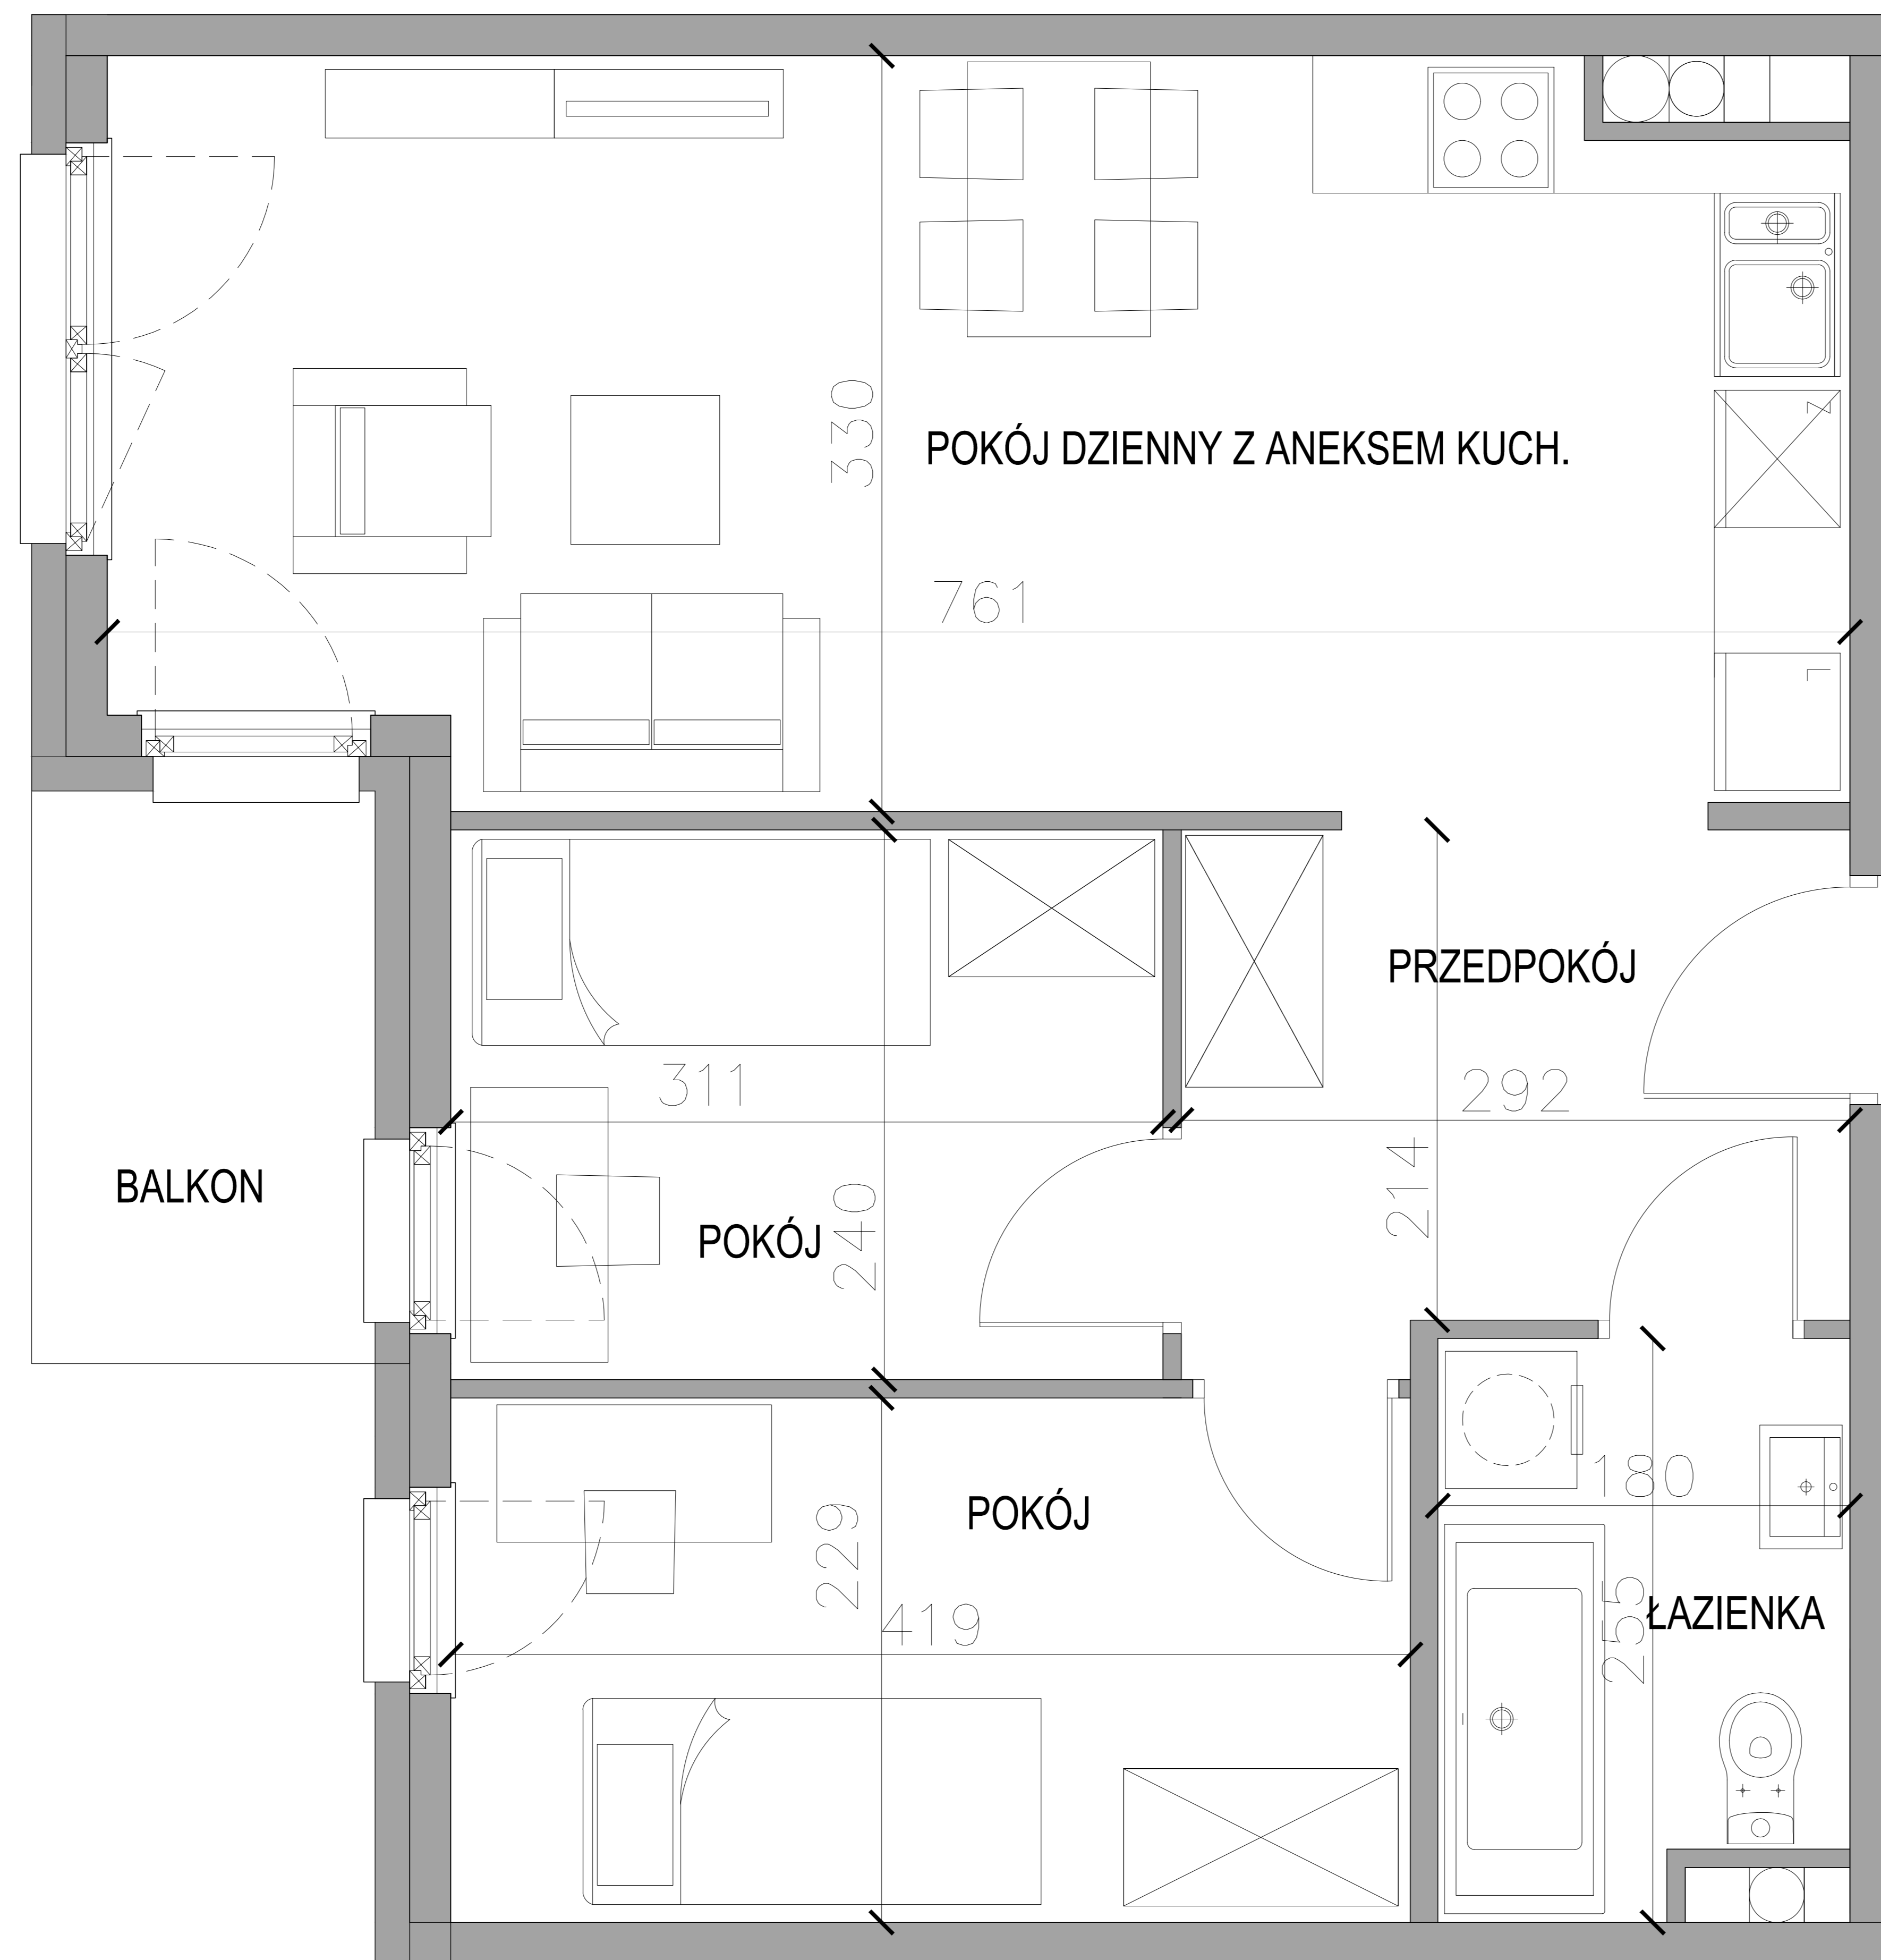 330
POKÓJ DZIENNY Z ANEKSEM KUCH.
761
PRZEDPOKÓJ
311
292
214
BALKON
POKÓJ
240
180
POKÓJ
229
419
255
ŁAZIENKA